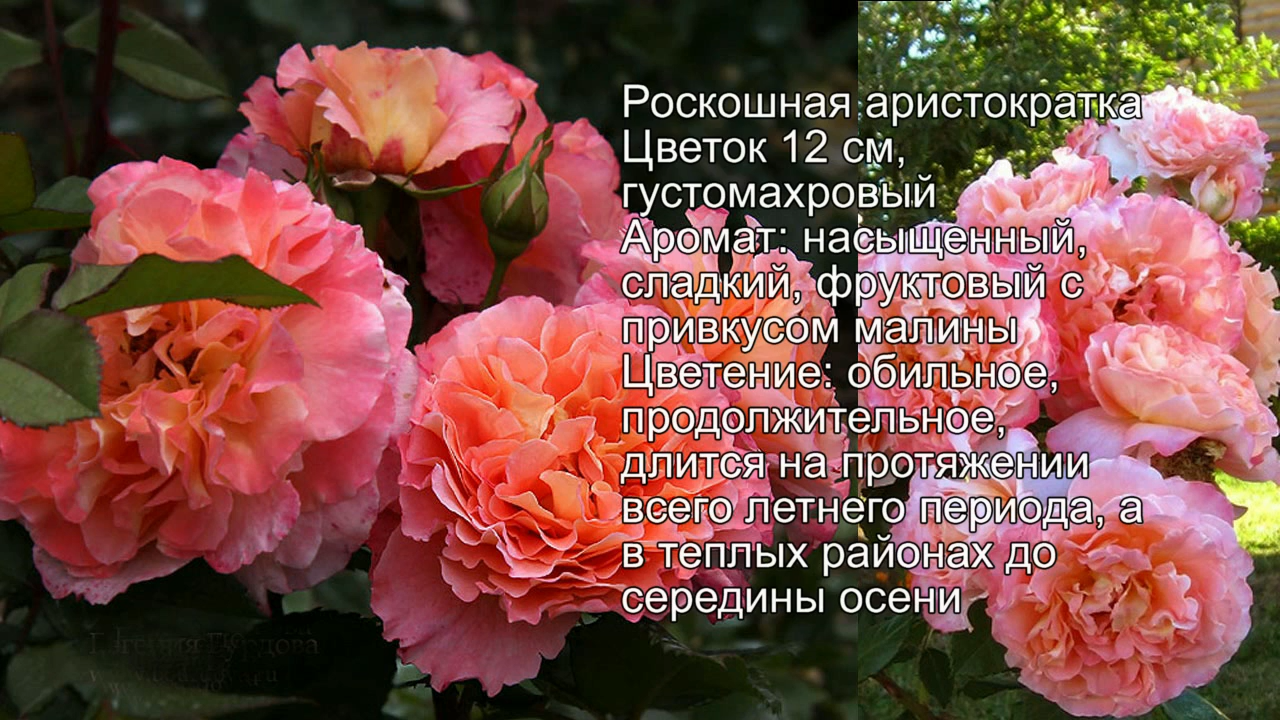 Роскошная аристократка
Цветок 12 см,
густомахровый
Аромат: насыщенный,
сладкий, фруктовый с
привкусом малины
Цветение: обильное,
продолжительное,
длится на протяжении
всего летнего периода, а
в теплых районах до
середины осени